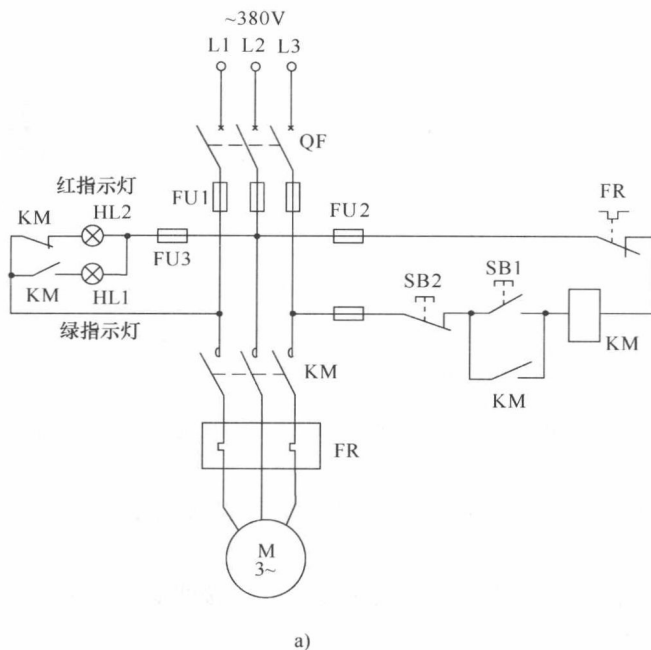 ~380V
L1 L2 L3
QF
红指示灯
FU1
FU2
FR
KM
HL2
FU3
KM
HL1
绿指示灯
SB2
SB1
KM
KM
KM
FR
M
3~
a)